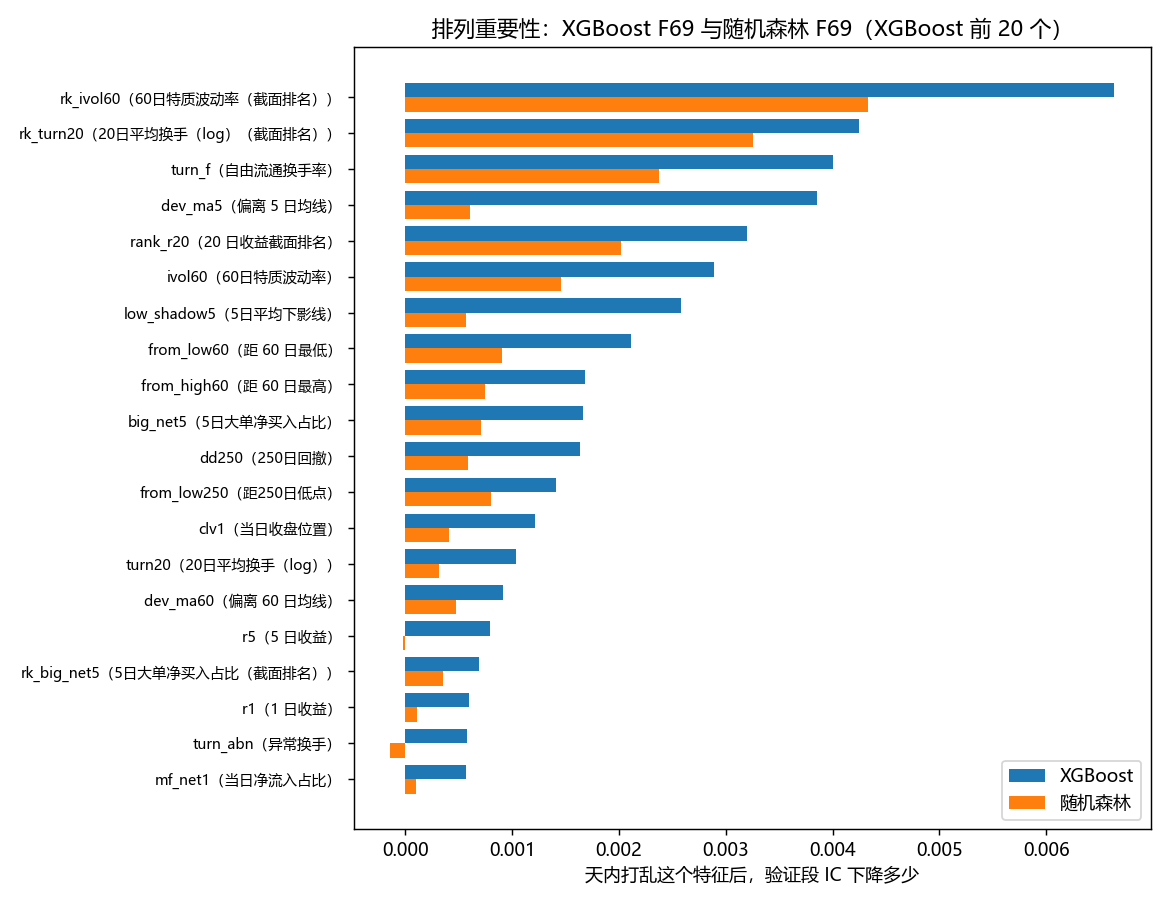 排列重要性：XGBoost F69 与随机森林 F69（XGBoost 前 20 个）
rk_ivol60（60日特质波动率（截面排名））
rk_turn20（20日平均换手（log）（截面排名））
turn_f（自由流通换手率）
dev_ma5（偏离 5 日均线）
rank_r20（20 日收益截面排名）
ivol60（60日特质波动率）
low_shadow5（5日平均下影线）
from_low60（距 60 日最低）
from_high60（距 60 日最高）
big_net5（5日大单净买入占比）
dd250（250日回撤）
from_low250（距250日低点）
clv1（当日收盘位置）
turn20（20日平均换手（log））
dev_ma60（偏离 60 日均线）
r5（5 日收益）
rk_big_net5（5日大单净买入占比（截面排名））
r1（1 日收益）
turn_abn（异常换手）
mf_net1（当日净流入占比）
XGBoost
随机森林
0.000 0.001 0.002 0.003 0.004 0.005 0.006
天内打乱这个特征后，验证段 IC 下降多少